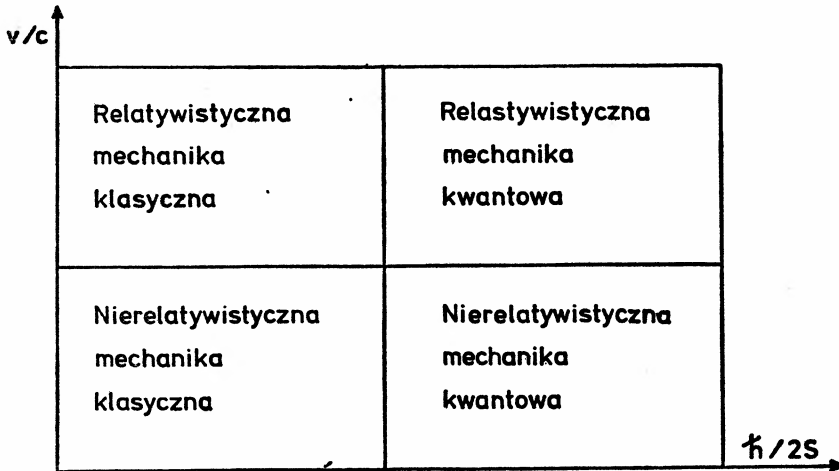 v/c
Relatywistyczna
mechanika
klasyczna
Relastywistyczna
mechanika
kwantowa
Nierelatywistyczna
mechanika
klasyczna
Nierelatywistyczna
mechanika
kwantowa
ℏ/2S